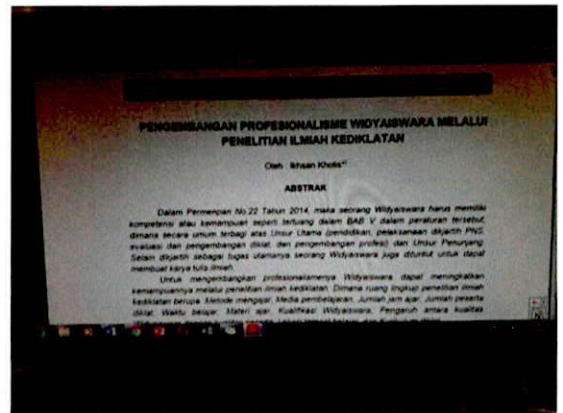 PENGEMBANGAN PROFESIONALISME WIDYAISWARA MELALUI
PENELITIAN ILMIAH KEDIKLATAN
Oleh : Ikhsan Kholis*)
ABSTRAK
Dalam Permenpan No.22 Tahun 2014, maka seorang Widyaiswara harus memiliki
kompetensi atau kemampuan seperti tertuang dalam BAB V dalam peraturan tersebut,
dimana secara umum terbagi atas Unsur Utama (pendidikan, pelaksanaan dikjartih PNS,
evaluasi dan pengembangan diklat, dan pengembangan profesi) dan Unsur Penunjang.
Selain dikjartih sebagai tugas utamanya seorang Widyaiswara juga dituntut untuk dapat
membuat karya tulis ilmiah.
Untuk mengembangkan profesionalamenya Widyaiswara dapat meningkatkan
kemampuannya melalui penelitian ilmiah kediklatan. Dimana ruang lingkup penelitian ilmiah
kediklatan berupa: Metode mengajar, Media pembelajaran, Jumlah jam ajar, Jumlah peserta
diklat, Waktu belajar, Materi ajar, Kualifikasi Widyaiswara, Pengaruh antara kualitas